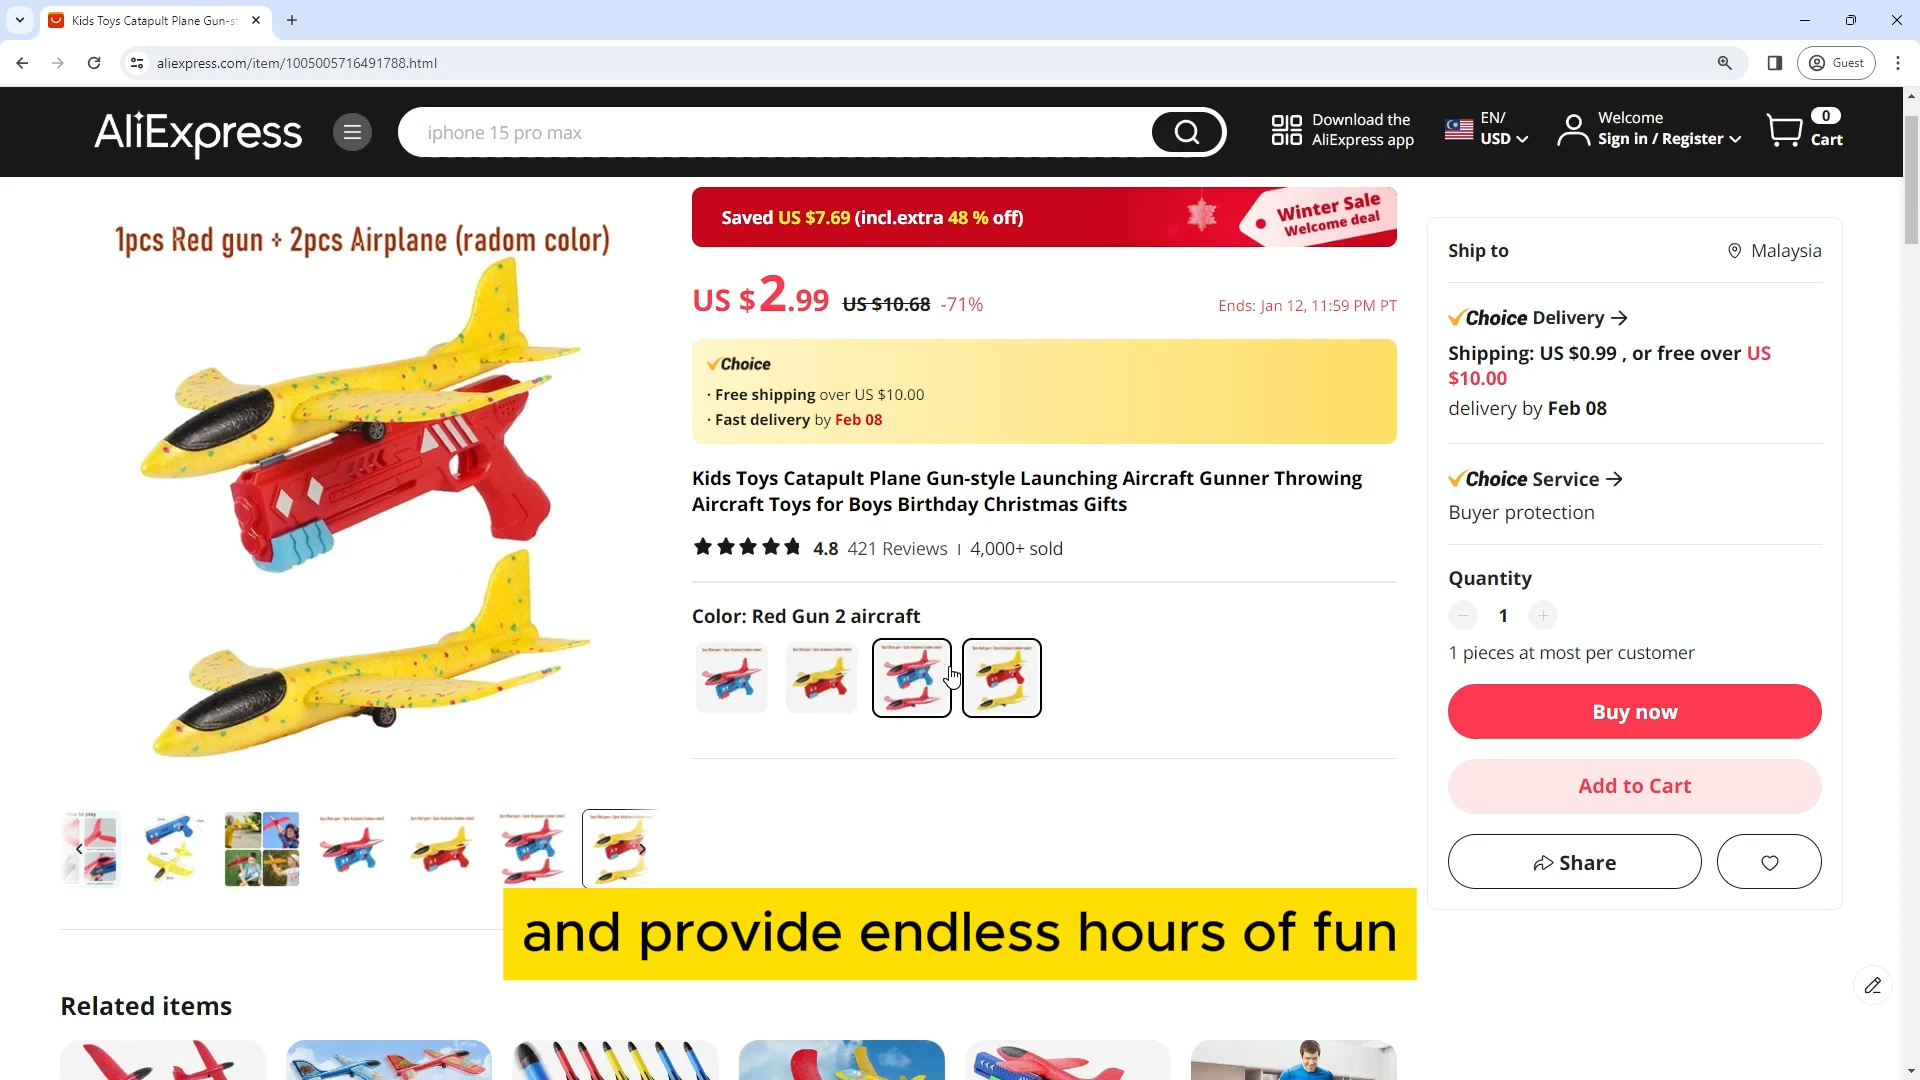 Kids Toys Catapult Plane Gun-s
aliexpress.com/item/1005005716491788.html
Guest
AliExpress
iphone 15 pro max
Download the
AliExpress app
EN/
USD
Welcome
Sign in / Register
0
Cart
1pcs Red gun + 2pcs Airplane (radom color)
Saved US $7.69 (incl.extra 48 % off)
Winter Sale
Welcome deal
US $2.99 US $10.68 -71%
Ends: Jan 12, 11:59 PM PT
Choice
· Free shipping over US $10.00
· Fast delivery by Feb 08
Kids Toys Catapult Plane Gun-style Launching Aircraft Gunner Throwing
Aircraft Toys for Boys Birthday Christmas Gifts
4.8 421 Reviews | 4,000+ sold
Color: Red Gun 2 aircraft
Ship to
Malaysia
Choice Delivery
Shipping: US $0.99 , or free over US
$10.00
delivery by Feb 08
Choice Service
Buyer protection
Quantity
1
1 pieces at most per customer
Buy now
Add to Cart
Share
and provide endless hours of fun
Related items